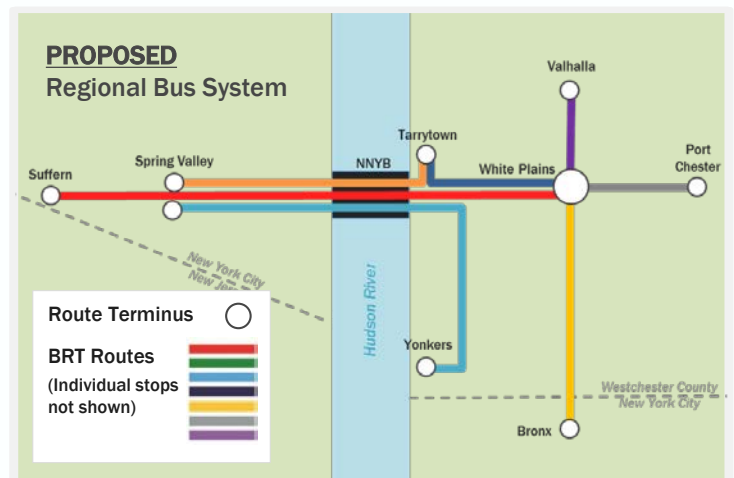 PROPOSED
Regional Bus System
Valhalla
Tarrytown
Port
Chester
NNYB
Spring Valley
White Plains
Suffern
New York City
New Jers
Hudson River
Route Terminus
BRT Routes
(Individual stops
not shown)
Yonkers
Westchester County
New York City
Bronx